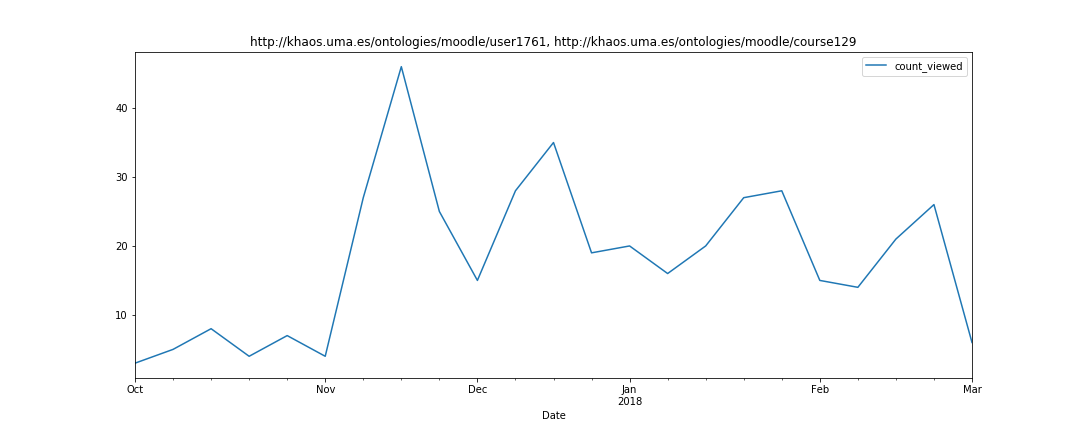 http://khaos.uma.es/ontologies/moodle/user1761, http://khaos.uma.es/ontologies/moodle/course129
count_viewed
40
30
20
10
Oct
Nov
Dec
Jan
2018
Feb
Mar
Date